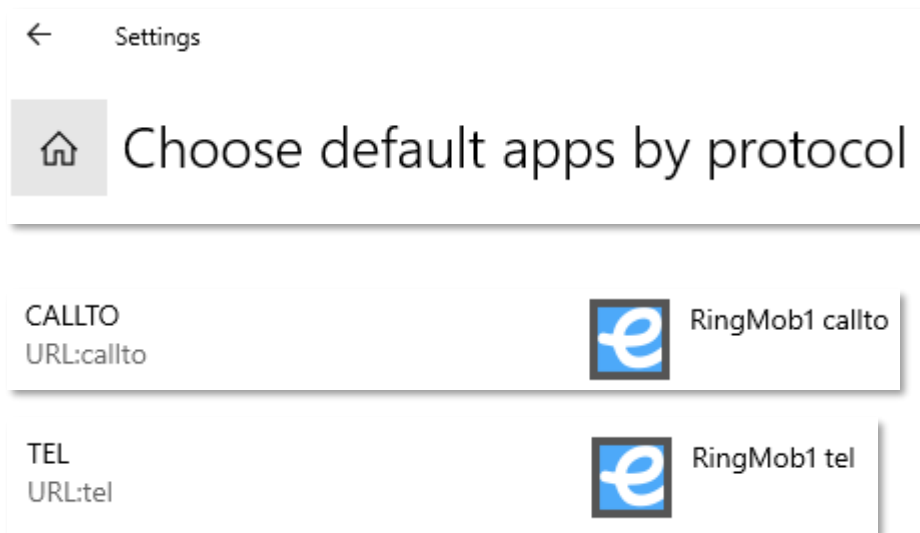 Settings
Choose default apps by protocol
CALLTO
URL:callto
RingMob1 callto
TEL
URL:tel
RingMob1 tel